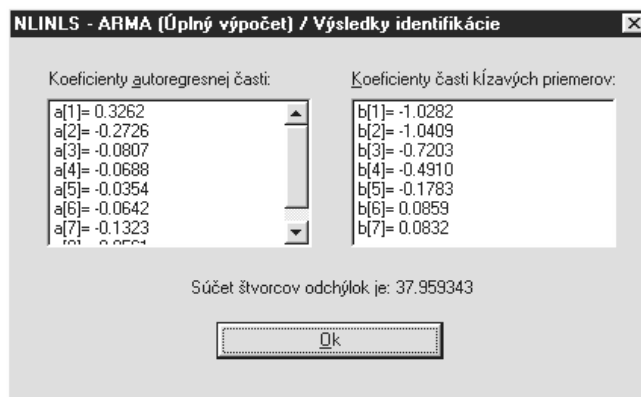 NLINLS - ARMA (Úplný výpočet) / Výsledky identifikácie
Koeficienty autoregresnej časti:
a[1]= 0.3262
a[2]= -0.2726
a[3]= -0.0807
a[4]= -0.0688
a[5]= -0.0354
a[6]= -0.0642
a[7]= -0.1323
Koeficienty časti kĺzavých priemerov:
b[1]= -1.0282
b[2]= -1.0409
b[3]= -0.7203
b[4]= -0.4910
b[5]= -0.1783
b[6]= 0.0859
b[7]= 0.0832
Súčet štvorcov odchýlok je: 37.959343
Ok